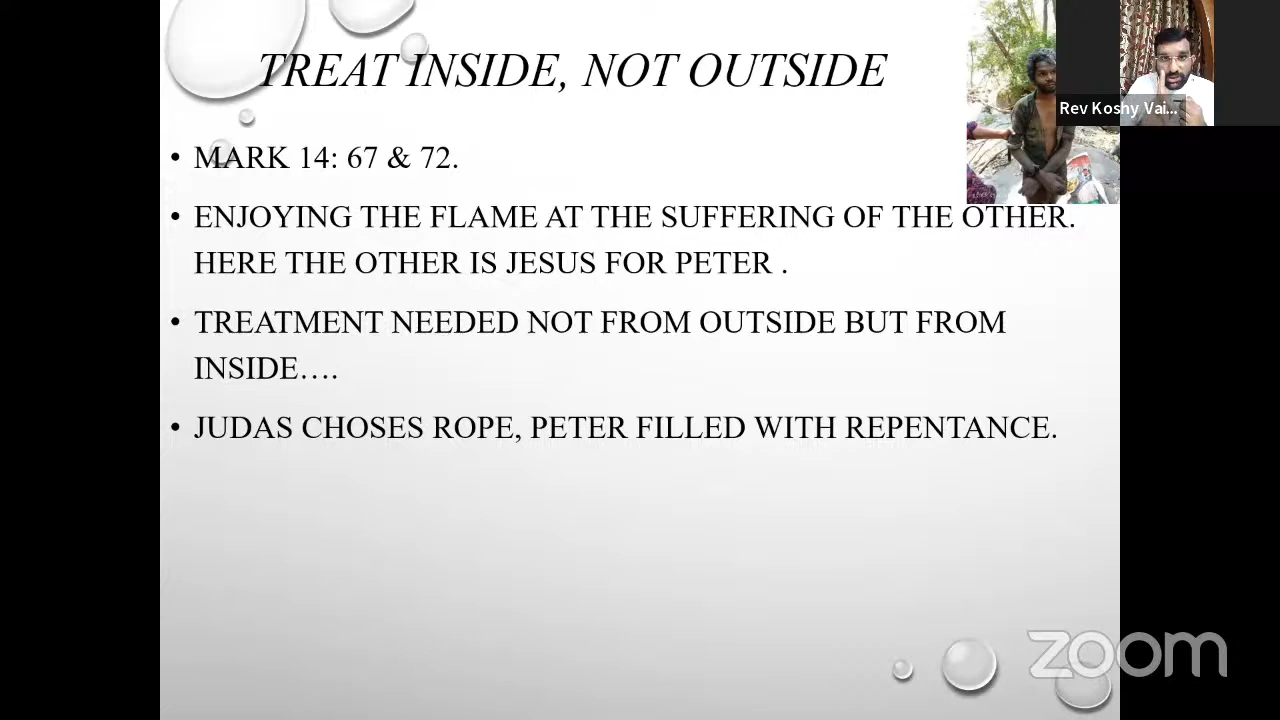 TREAT INSIDE, NOT OUTSIDE
• MARK 14: 67 & 72.
• ENJOYING THE FLAME AT THE SUFFERING OF THE OTHER.
HERE THE OTHER IS JESUS FOR PETER .
• TREATMENT NEEDED NOT FROM OUTSIDE BUT FROM
INSIDE….
• JUDAS CHOSES ROPE, PETER FILLED WITH REPENTANCE.
Rev Koshy Vai...
zoom